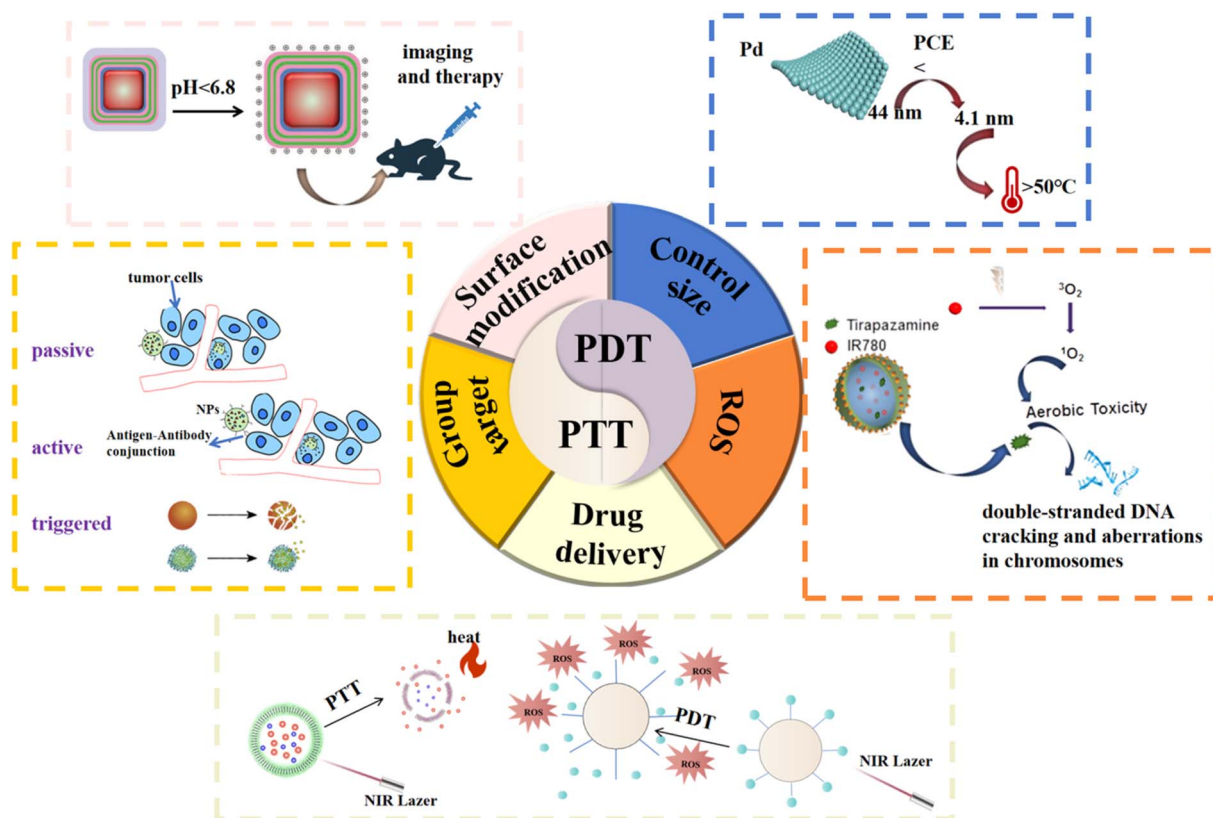 imaging
and therapy
pH<6.8
Pd
PCE
<
44 nm
4.1 nm
>50℃
Surface
modification
Control
size
ROS
Drug
delivery
Group
target
PDT
PTT
tumor cells
passive
NPs
active
Antigen-Antibody
conjunction
triggered
³O₂
Tirapazamine
IR780
¹O₂
Aerobic Toxicity
double-stranded DNA
cracking and aberrations
in chromosomes
heat
PTT
NIR Lazer
ROS
ROS
ROS
ROS
ROS
PDT
NIR Lazer